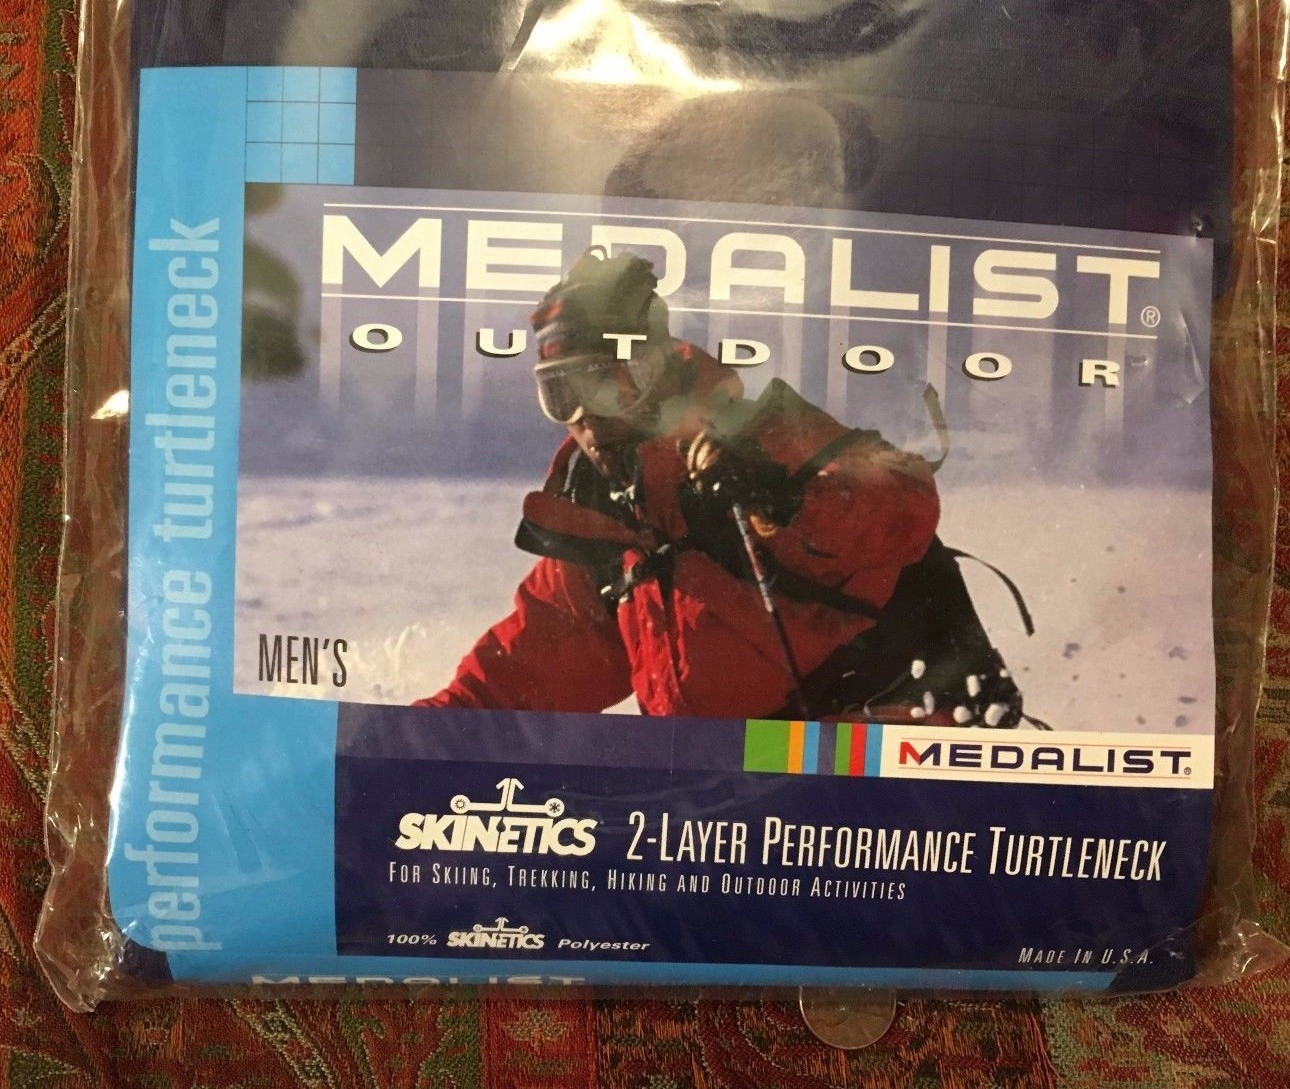 performance turtleneck
MEDALIST®
OUTDOOR
MEN'S
MEDALIST®
SKINETICS® 2-LAYER PERFORMANCE TURTLENECK
FOR SKIING, TREKKING, HIKING AND OUTDOOR ACTIVITIES
100% SKINETICS Polyester
MADE IN U.S.A.
MEDALIST